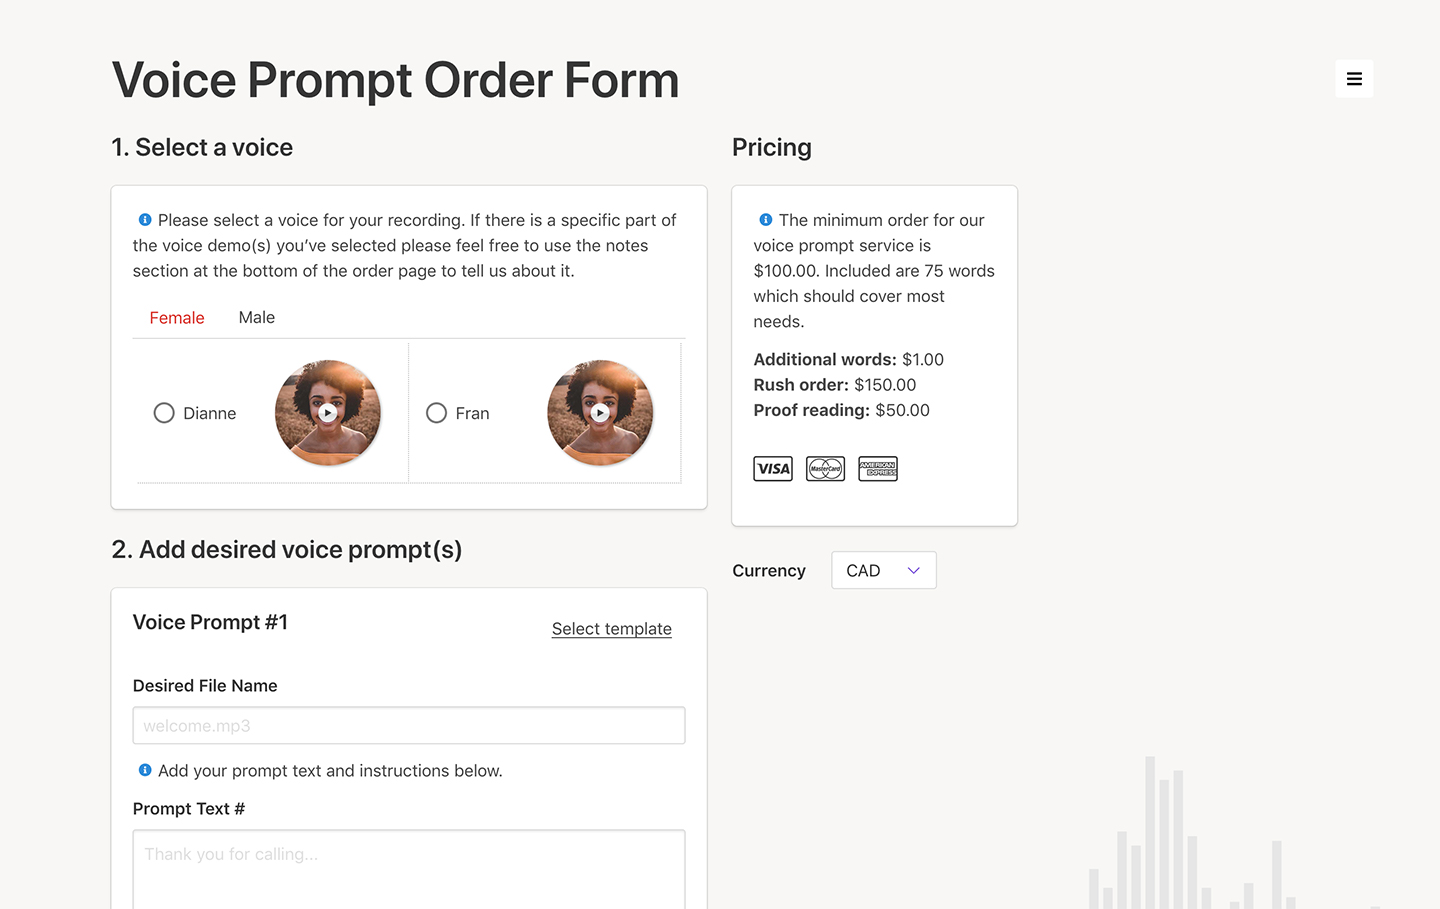 Voice Prompt Order Form
1. Select a voice
Please select a voice for your recording. If there is a specific part of
the voice demo(s) you’ve selected please feel free to use the notes
section at the bottom of the order page to tell us about it.
Female Male
Dianne
Fran
Pricing
The minimum order for our
voice prompt service is
$100.00. Included are 75 words
which should cover most
needs.
Additional words: $1.00
Rush order: $150.00
Proof reading: $50.00
VISA MasterCard AMERICAN EXPRESS
Currency CAD
2. Add desired voice prompt(s)
Voice Prompt #1
Select template
Desired File Name
welcome.mp3
Add your prompt text and instructions below.
Prompt Text #
Thank you for calling...